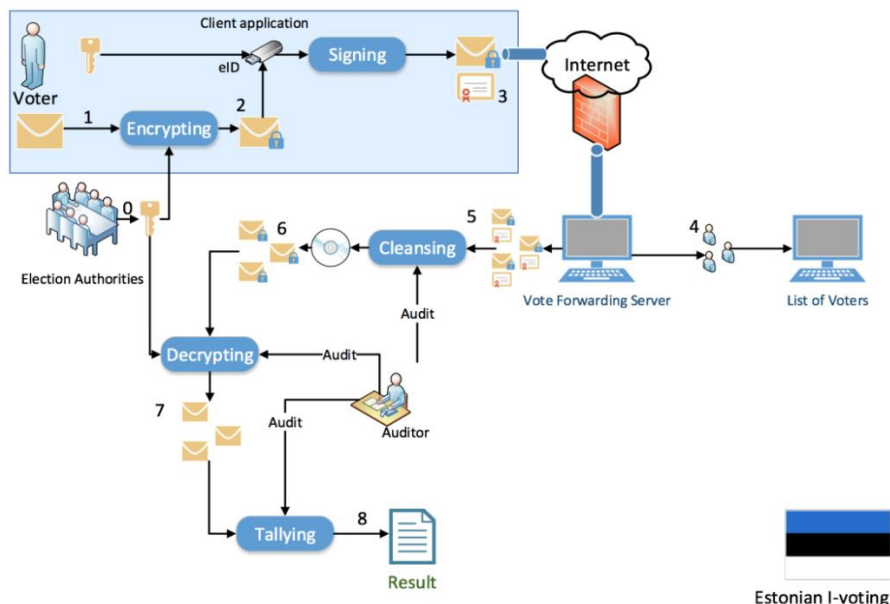 Client application
eID
Signing
Voter
1
Encrypting
2
3
Internet
0
Election Authorities
6
Cleansing
5
4
Vote Forwarding Server
List of Voters
Audit
Decrypting
Audit
7
Audit
Auditor
Tallying
8
Result
Estonian I-voting